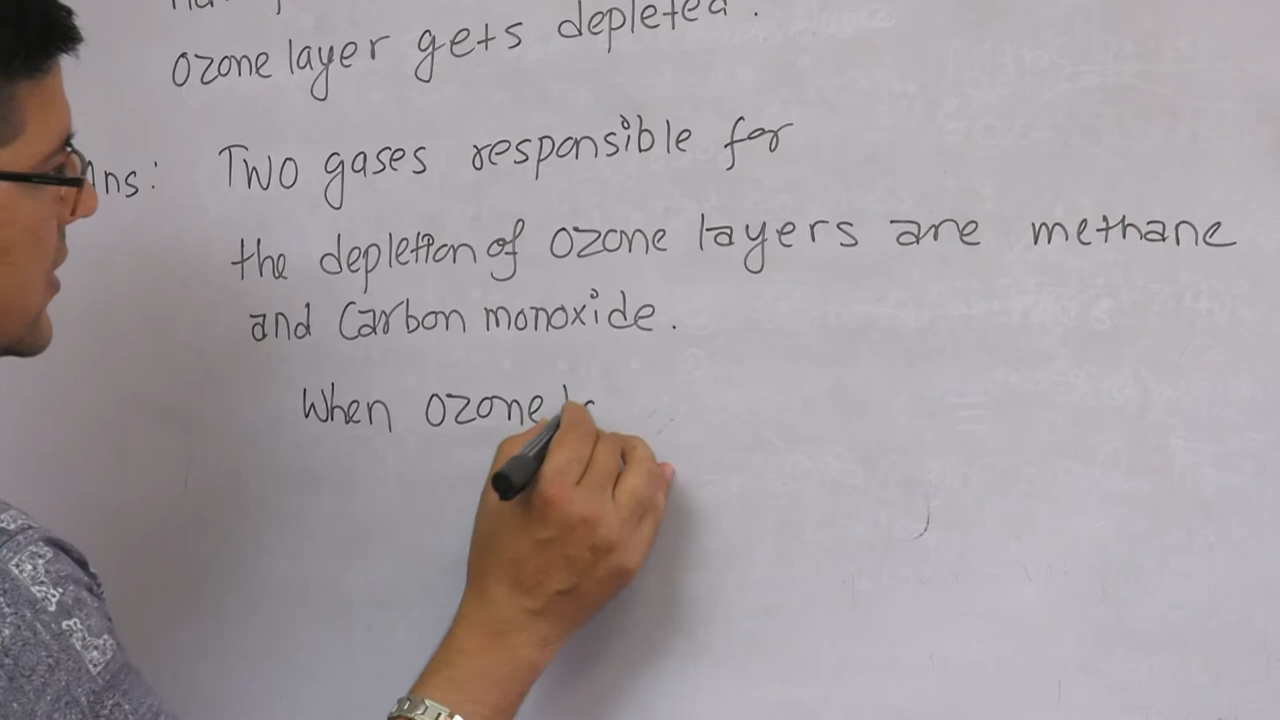 ozone layer gets depleted.
Ans: Two gases responsible for
the depletion of ozone layers are methane
and Carbon monoxide.
When ozone